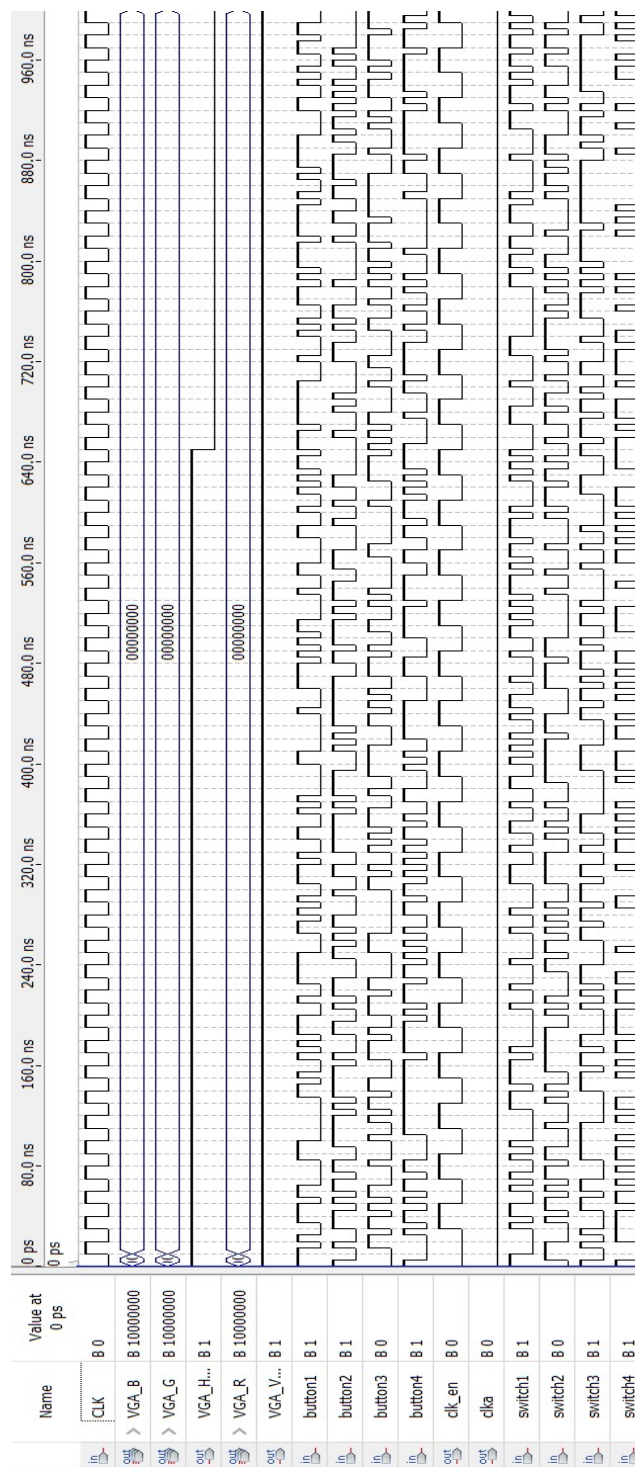 Name
Value at
0 ps
0 ps
80.0 ns
160.0 ns
240.0 ns
320.0 ns
400.0 ns
480.0 ns
560.0 ns
640.0 ns
720.0 ns
800.0 ns
880.0 ns
960.0 ns
0 ps
in
CLK
B 0
out
> VGA_B
B 10000000
00000000
out
> VGA_G
B 10000000
00000000
out
VGA_H...
B 1
out
> VGA_R
B 10000000
00000000
out
VGA_V...
B 1
in
button1
B 1
in
button2
B 1
in
button3
B 0
in
button4
B 1
out
clk_en
B 0
out
clka
B 0
in
switch1
B 1
in
switch2
B 0
in
switch3
B 1
in
switch4
B 1